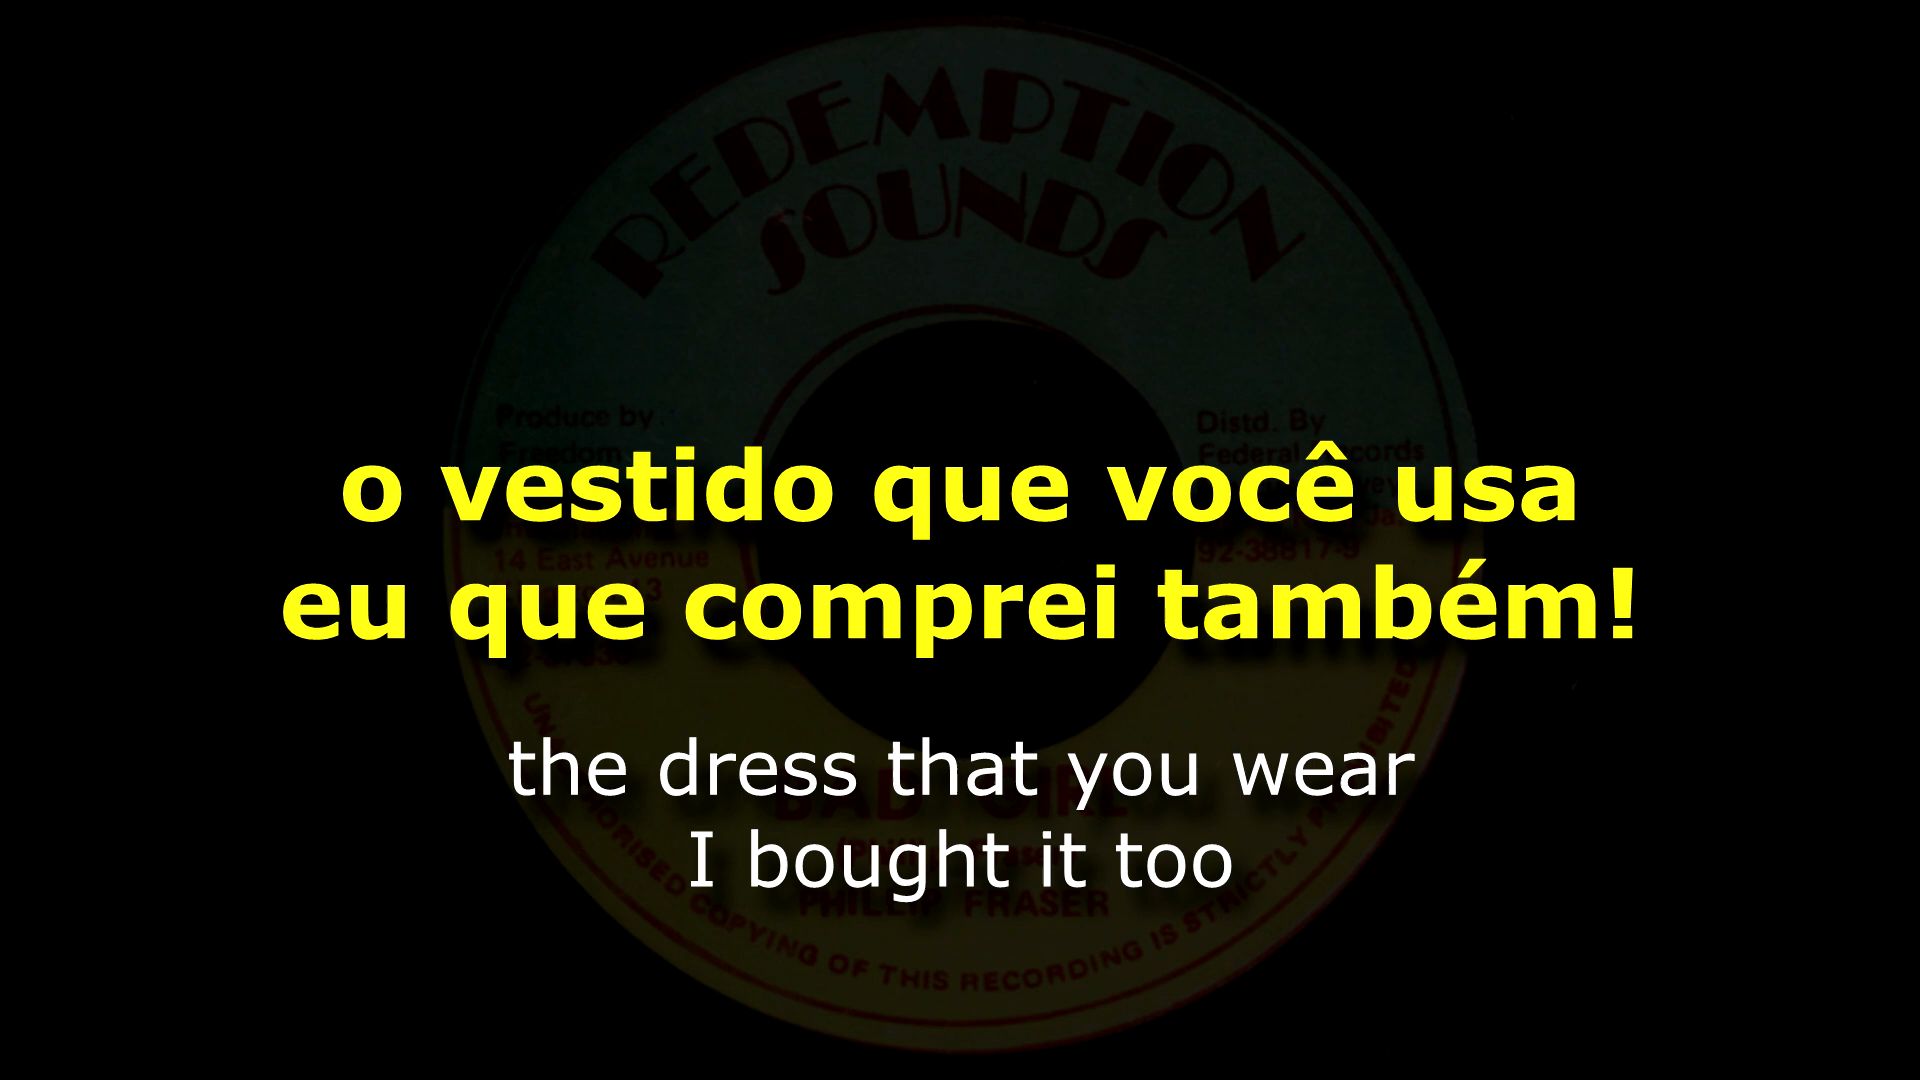 REDEMPTION
SOUNDS
Produce by
Freedom
14 East Avenue
Distd. By
Federal Records
92-38817-9
o vestido que você usa
eu que comprei também!
the dress that you wear
I bought it too
BAD GIRL
PHILLIP FRASER
COPYING OF THIS RECORDING IS STRICTLY